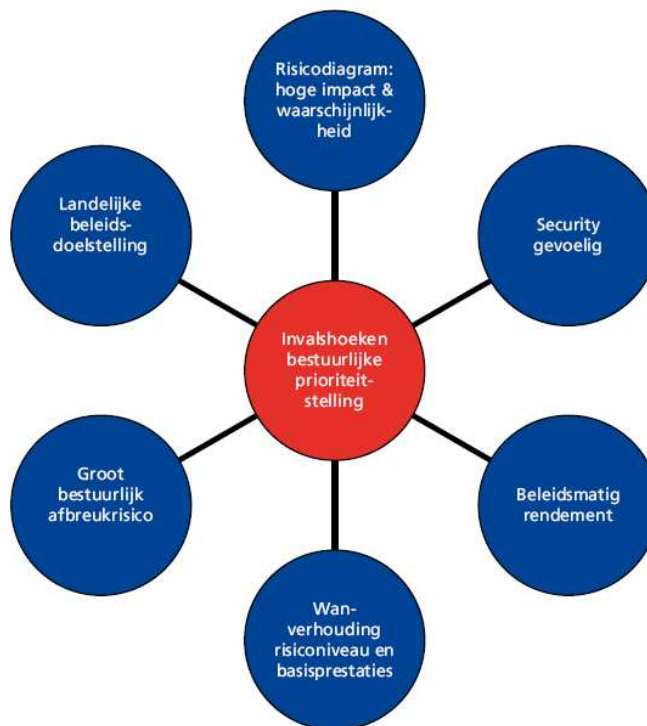 Risicodiagram:
hoge impact &
waarschijnlijk-
heid
Landelijke
beleids-
doelstelling
Security
gevoelig
Invalshoeken
bestuurlijke
prioriteit-
stelling
Groot
bestuurlijk
afbreukrisico
Beleidsmatig
rendement
Wan-
verhouding
risiconiveau en
basisprestaties